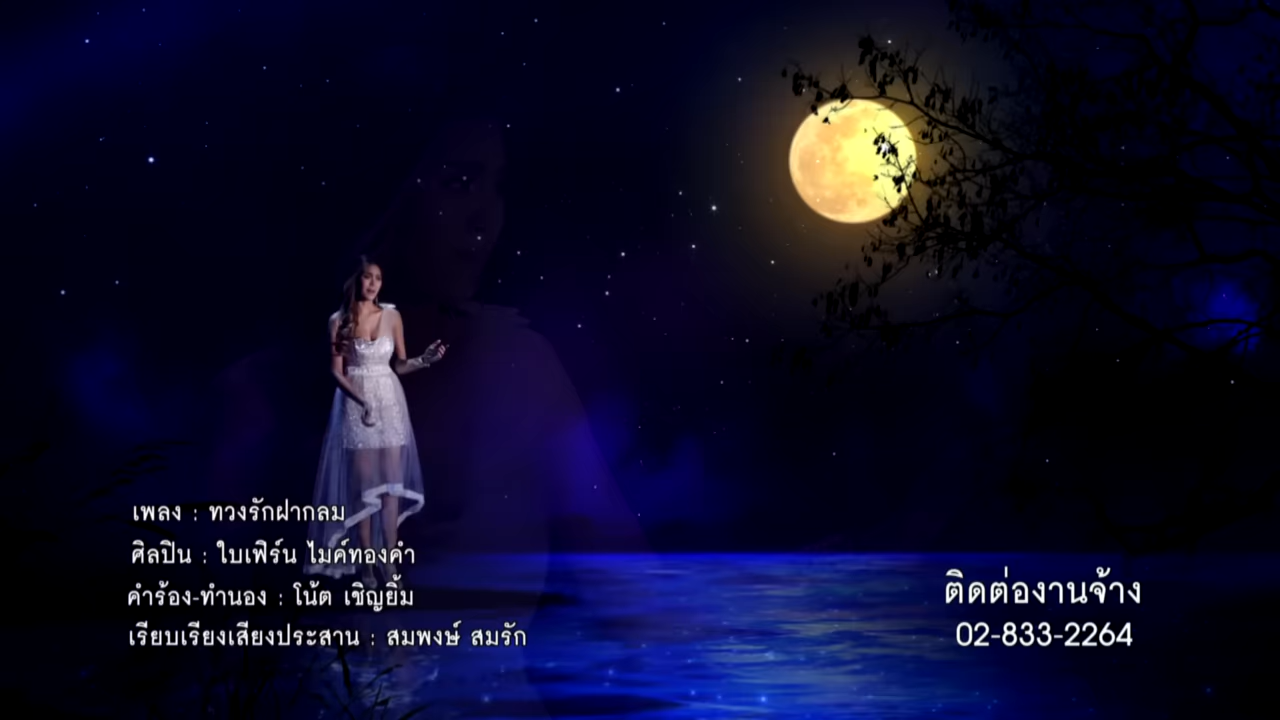 เพลง : ทวงรักฝากลม
ศิลปิน : ใบเฟิร์น ไมค์ทองคำ
คำร้อง-ทำนอง : โน้ต เชิญยิ้ม
เรียบเรียงเสียงประสาน : สมพงษ์ สมรัก
ติดต่องานจ้าง
02-833-2264